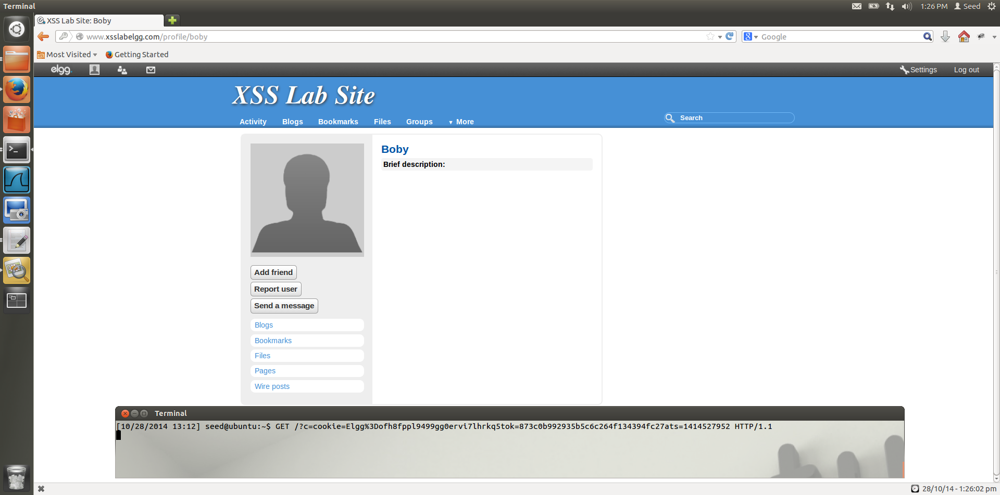 Terminal
1:26 PM Seed
XSS Lab Site: Boby
www.xsslabelgg.com/profile/boby
Google
Most Visited Getting Started
elgg
Settings Log out
XSS Lab Site
Activity Blogs Bookmarks Files Groups ▼ More
Search
Boby
Brief description:
Add friend
Report user
Send a message
Blogs
Bookmarks
Files
Pages
Wire posts
Terminal
[10/28/2014 13:12] seed@ubuntu:~$ GET /?c=cookie=Elgg%3Dofh8fppl9499gg0ervi7lhrkq5tok=873c0b992935b5c6c264f134394fc27ats=1414527952 HTTP/1.1
28/10/14 - 1:26:02 pm